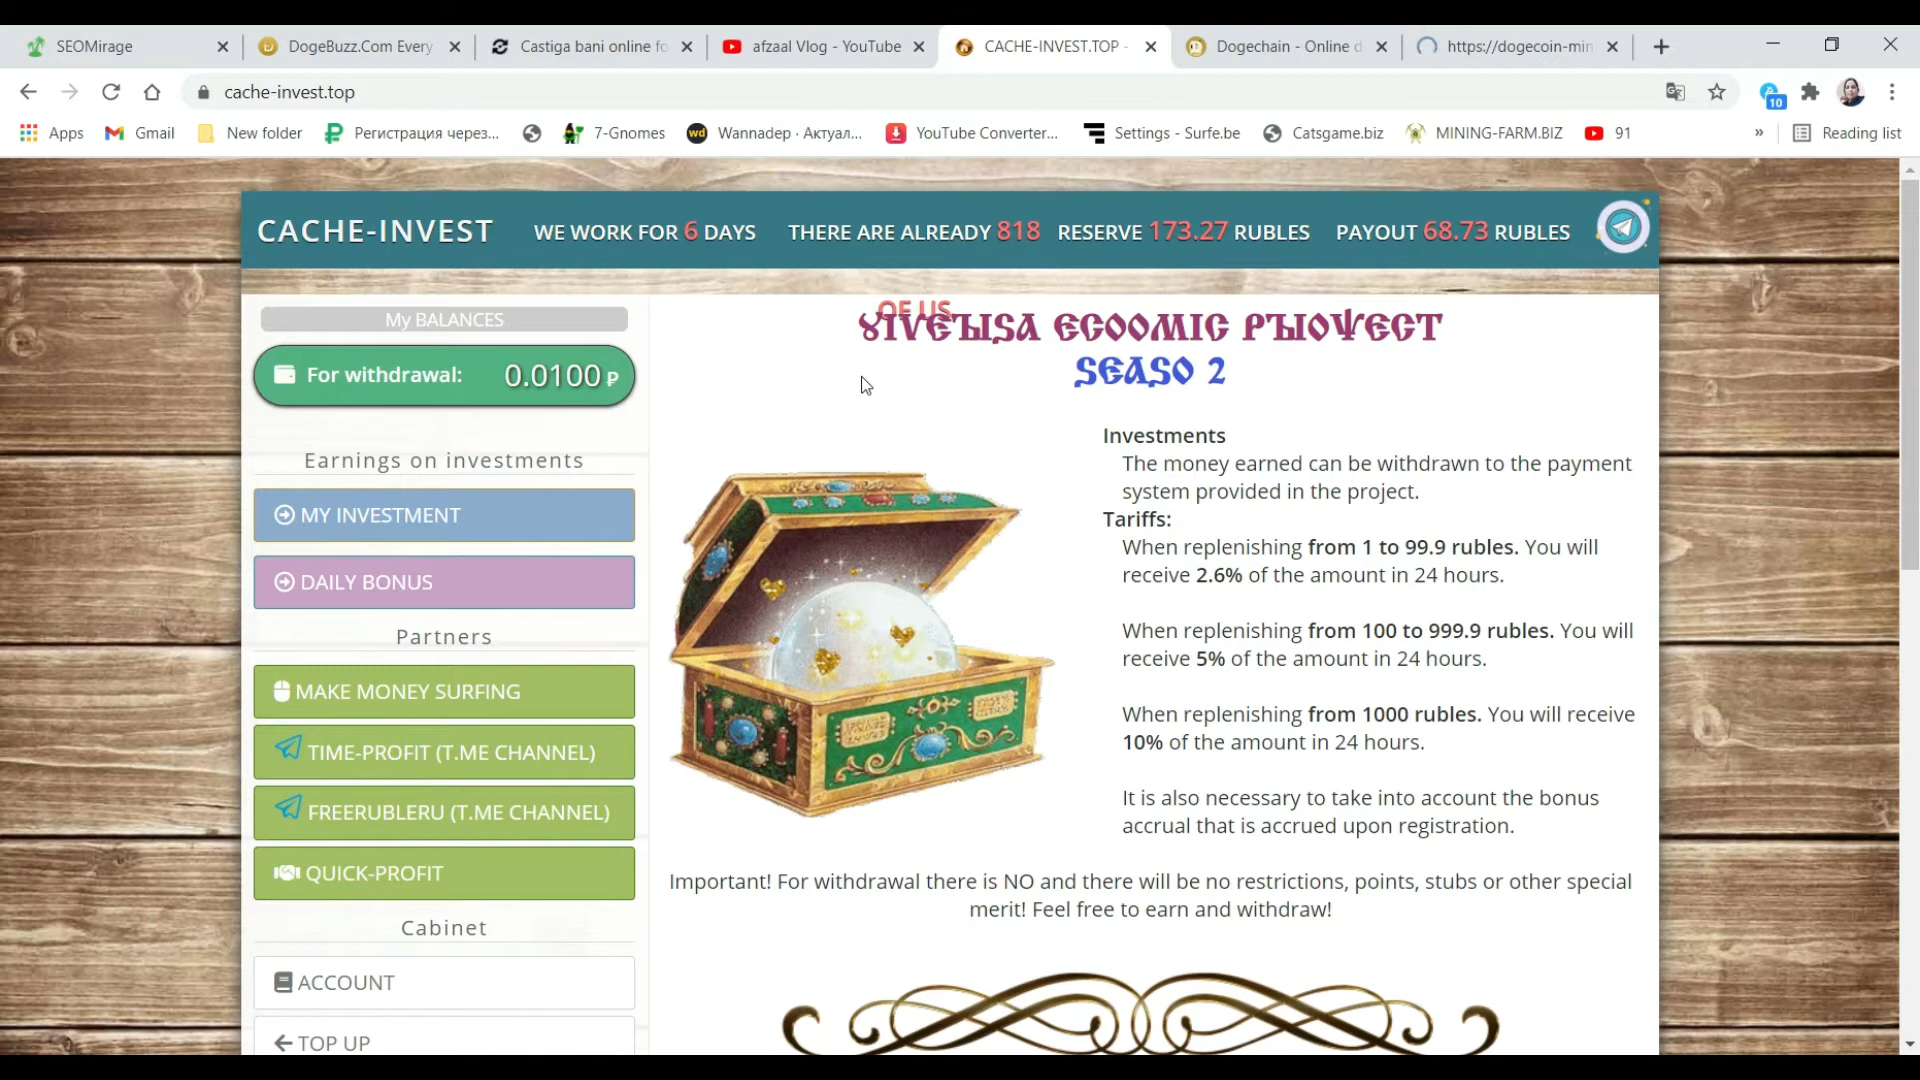 SEOMirage
DogeBuzz.Com Every
Castiga bani online fo
afzaal Vlog - YouTube
CACHE-INVEST.TOP -
Dogechain - Online d
https://dogecoin-min
cache-invest.top
10
Apps
Gmail
New folder
Регистрация через...
7-Gnomes
Wannadep · Актуал...
YouTube Converter...
Settings - Surfe.be
Catsgame.biz
MINING-FARM.BIZ
91
»
Reading list
CACHE-INVEST
WE WORK FOR 6 DAYS
THERE ARE ALREADY 818
RESERVE 173.27 RUBLES
PAYOUT 68.73 RUBLES
OF US
My BALANCES
For withdrawal: 0.0100 ₽
Earnings on investments
MY INVESTMENT
DAILY BONUS
Partners
MAKE MONEY SURFING
TIME-PROFIT (T.ME CHANNEL)
FREERUBLERU (T.ME CHANNEL)
QUICK-PROFIT
Cabinet
ACCOUNT
TOP UP
SEASO 2
Investments
The money earned can be withdrawn to the payment
system provided in the project.
Tariffs:
When replenishing from 1 to 99.9 rubles. You will
receive 2.6% of the amount in 24 hours.
When replenishing from 100 to 999.9 rubles. You will
receive 5% of the amount in 24 hours.
When replenishing from 1000 rubles. You will receive
10% of the amount in 24 hours.
It is also necessary to take into account the bonus
accrual that is accrued upon registration.
Important! For withdrawal there is NO and there will be no restrictions, points, stubs or other special
merit! Feel free to earn and withdraw!